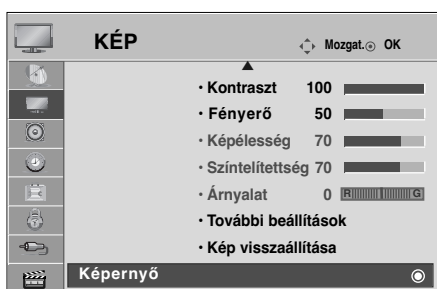 KÉP
Mozgat. OK
• Kontraszt 100
• Fényerő 50
• Képélesség 70
• Színtelítettség 70
• Árnyalat 0 R G
• További beállítások
• Kép visszaállítása
Képernyő